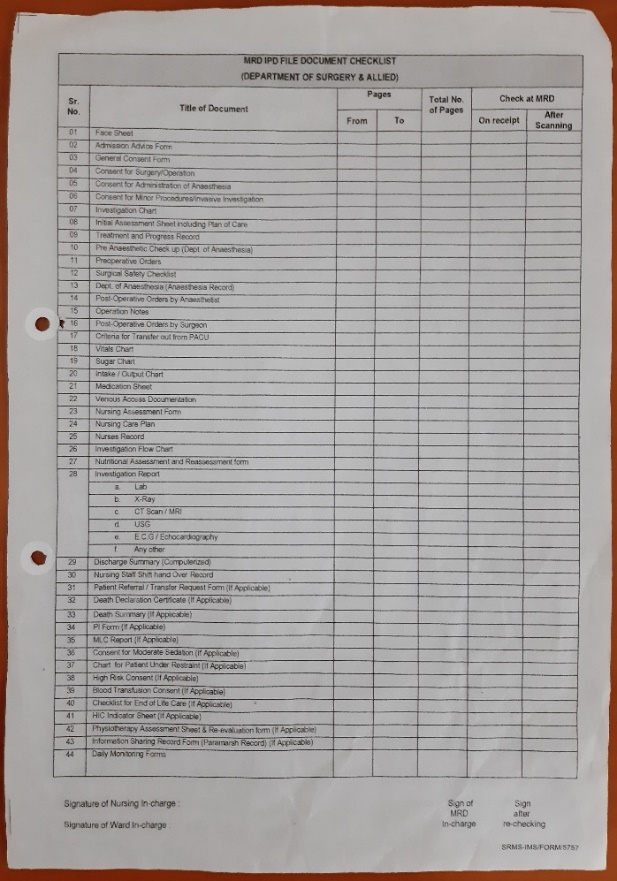 MRD IPD FILE DOCUMENT CHECKLIST
(DEPARTMENT OF SURGERY & ALLIED)
Sr. No. Title of Document Pages From To Total No. of Pages Check at MRD On receipt After Scanning
01 Face Sheet
02 Admission Advice Form
03 General Consent Form
04 Consent for Surgery/Operation
05 Consent for Administration of Anaesthesia
06 Consent for Minor Procedures/Invasive Investigation
07 Investigation Chart
08 Initial Assessment Sheet including Plan of Care
09 Treatment and Progress Record
10 Pre Anaesthetic Check up (Dept. of Anaesthesia)
11 Preoperative Orders
12 Surgical Safety Checklist
13 Dept. of Anaesthesia (Anaesthesia Record)
14 Post-Operative Orders by Anaesthetist
15 Operation Notes
16 Post-Operative Orders by Surgeon
17 Criteria for Transfer out from PACU
18 Vitals Chart
19 Sugar Chart
20 Intake / Output Chart
21 Medication Sheet
22 Venous Access Documentation
23 Nursing Assessment Form
24 Nursing Care Plan
25 Nurses Record
26 Investigation Flow Chart
27 Nutritional Assessment and Reassessment form
28 Investigation Report
a. Lab
b. X-Ray
c. CT Scan / MRI
d. USG
e. E.C.G / Echocardiography
f. Any other
29 Discharge Summary (Computerized)
30 Nursing Staff Shift hand Over Record
31 Patient Referral / Transfer Request Form (If Applicable)
32 Death Declaration Certificate (If Applicable)
33 Death Summary (If Applicable)
34 PI Form (If Applicable)
35 MLC Report (If Applicable)
36 Consent for Moderate Sedation (If Applicable)
37 Chart for Patient Under Restraint (If Applicable)
38 High Risk Consent (If Applicable)
39 Blood Transfusion Consent (If Applicable)
40 Checklist for End of Life Care (If Applicable)
41 HIC Indicator Sheet (If Applicable)
42 Physiotherapy Assessment Sheet & Re-evaluation form (If Applicable)
43 Information Sharing Record Form (Paramarsh Record) (If Applicable)
44 Daily Monitoring Forms
Signature of Nursing In-charge :
Signature of Ward In-charge :
Sign of MRD In-charge
Sign after re-checking
SRMS-IMS/FORM/5757